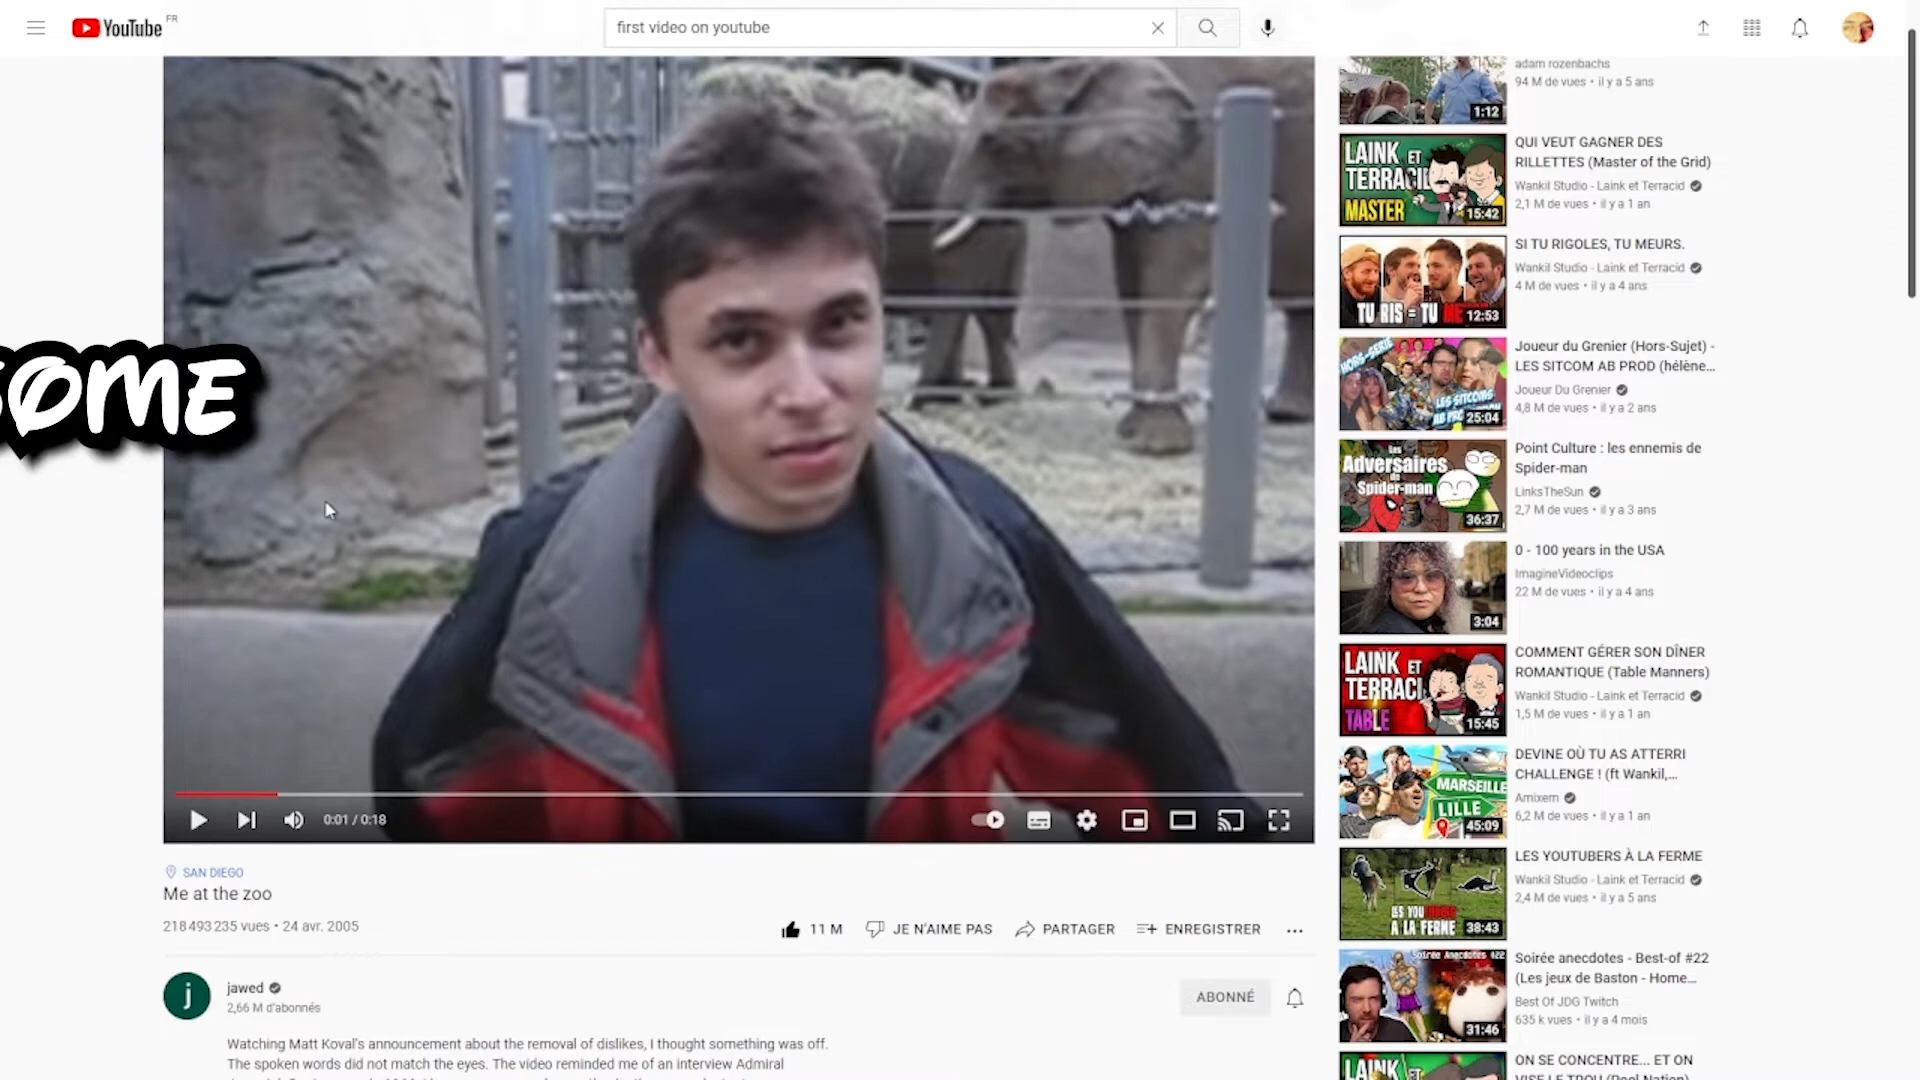 YouTube FR
first video on youtube
OME
0:01 / 0:18
SAN DIEGO
Me at the zoo
218 493 235 vues • 24 avr. 2005
11 M
JE N'AIME PAS
PARTAGER
ENREGISTRER
jawed
2,66 M d'abonnés
ABONNÉ
Watching Matt Koval's announcement about the removal of dislikes, I thought something was off.
The spoken words did not match the eyes. The video reminded me of an interview Admiral
adam rozenbachs
94 M de vues • il y a 5 ans
1:12
LAINK ET
MASTER
15:42
QUI VEUT GAGNER DES
RILLETTES (Master of the Grid)
Wankil Studio - Laink et Terracid
2,1 M de vues • il y a 1 an
TU RIS = TU
12:53
SI TU RIGOLES, TU MEURS.
Wankil Studio - Laink et Terracid
4 M de vues • il y a 4 ans
HORS-SERIE
LES SITCOMS
25:04
Joueur du Grenier (Hors-Sujet) -
LES SITCOM AB PROD (hélène...
Joueur Du Grenier
4,8 M de vues • il y a 2 ans
Les
Adversaires
de
Spider-man
36:37
Point Culture : les ennemis de
Spider-man
LinksTheSun
2,7 M de vues • il y a 3 ans
3:04
0 - 100 years in the USA
ImagineVideoclips
22 M de vues • il y a 4 ans
LAINK ET
TERRACI
TABLE
15:45
COMMENT GÉRER SON DÎNER
ROMANTIQUE (Table Manners)
Wankil Studio - Laink et Terracid
1,5 M de vues • il y a 1 an
MARSEILLE
LILLE
45:09
DEVINE OÙ TU AS ATTERRI
CHALLENGE ! (ft Wankil,...
Amixem
6,2 M de vues • il y a 1 an
LES YOU
A LA FERME
38:43
LES YOUTUBERS À LA FERME
Wankil Studio - Laink et Terracid
2,4 M de vues • il y a 5 ans
Soirée Anecdotes #22
31:46
Soirée anecdotes - Best-of #22
(Les jeux de Baston - Home...
Best Of JDG Twitch
635 k vues • il y a 4 mois
LAINK ET
ON SE CONCENTRE... ET ON